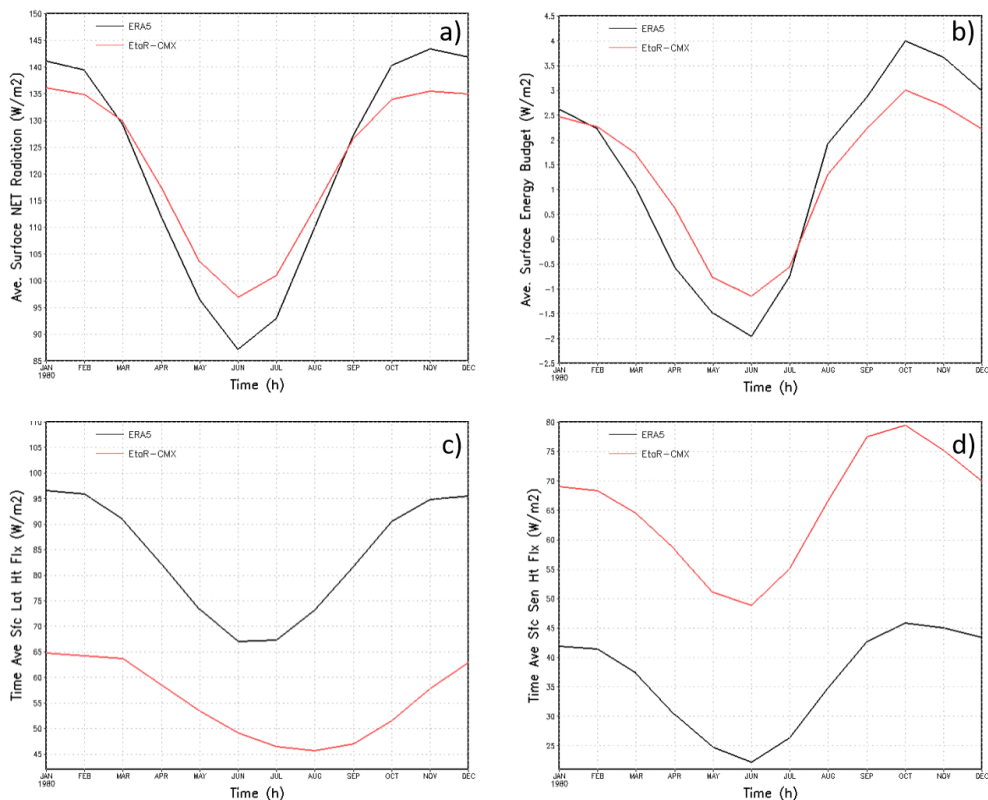 a)
ERA5
EtaR-CMX
Ave. Surface NET Radiation (W/m2)
150
145
140
135
130
125
120
115
110
105
100
95
90
85
JAN FEB MAR APR MAY JUN JUL AUG SEP OCT NOV DEC
1980
Time (h)
b)
ERA5
EtaR-CMX
Ave. Surface Energy Budget (W/m2)
4.5
4
3.5
3
2.5
2
1.5
1
0.5
0
-0.5
-1
-1.5
-2
-2.5
JAN FEB MAR APR MAY JUN JUL AUG SEP OCT NOV DEC
1980
Time (h)
c)
ERA5
EtaR-CMX
Time Ave Sfc Lat Ht Flx (W/m2)
110
105
100
95
90
85
80
75
70
65
60
55
50
45
JAN FEB MAR APR MAY JUN JUL AUG SEP OCT NOV DEC
1980
Time (h)
d)
ERA5
EtaR-CMX
Time Ave Sfc Sen Ht Flx (W/m2)
80
75
70
65
60
55
50
45
40
35
30
25
JAN FEB MAR APR MAY JUN JUL AUG SEP OCT NOV DEC
1980
Time (h)